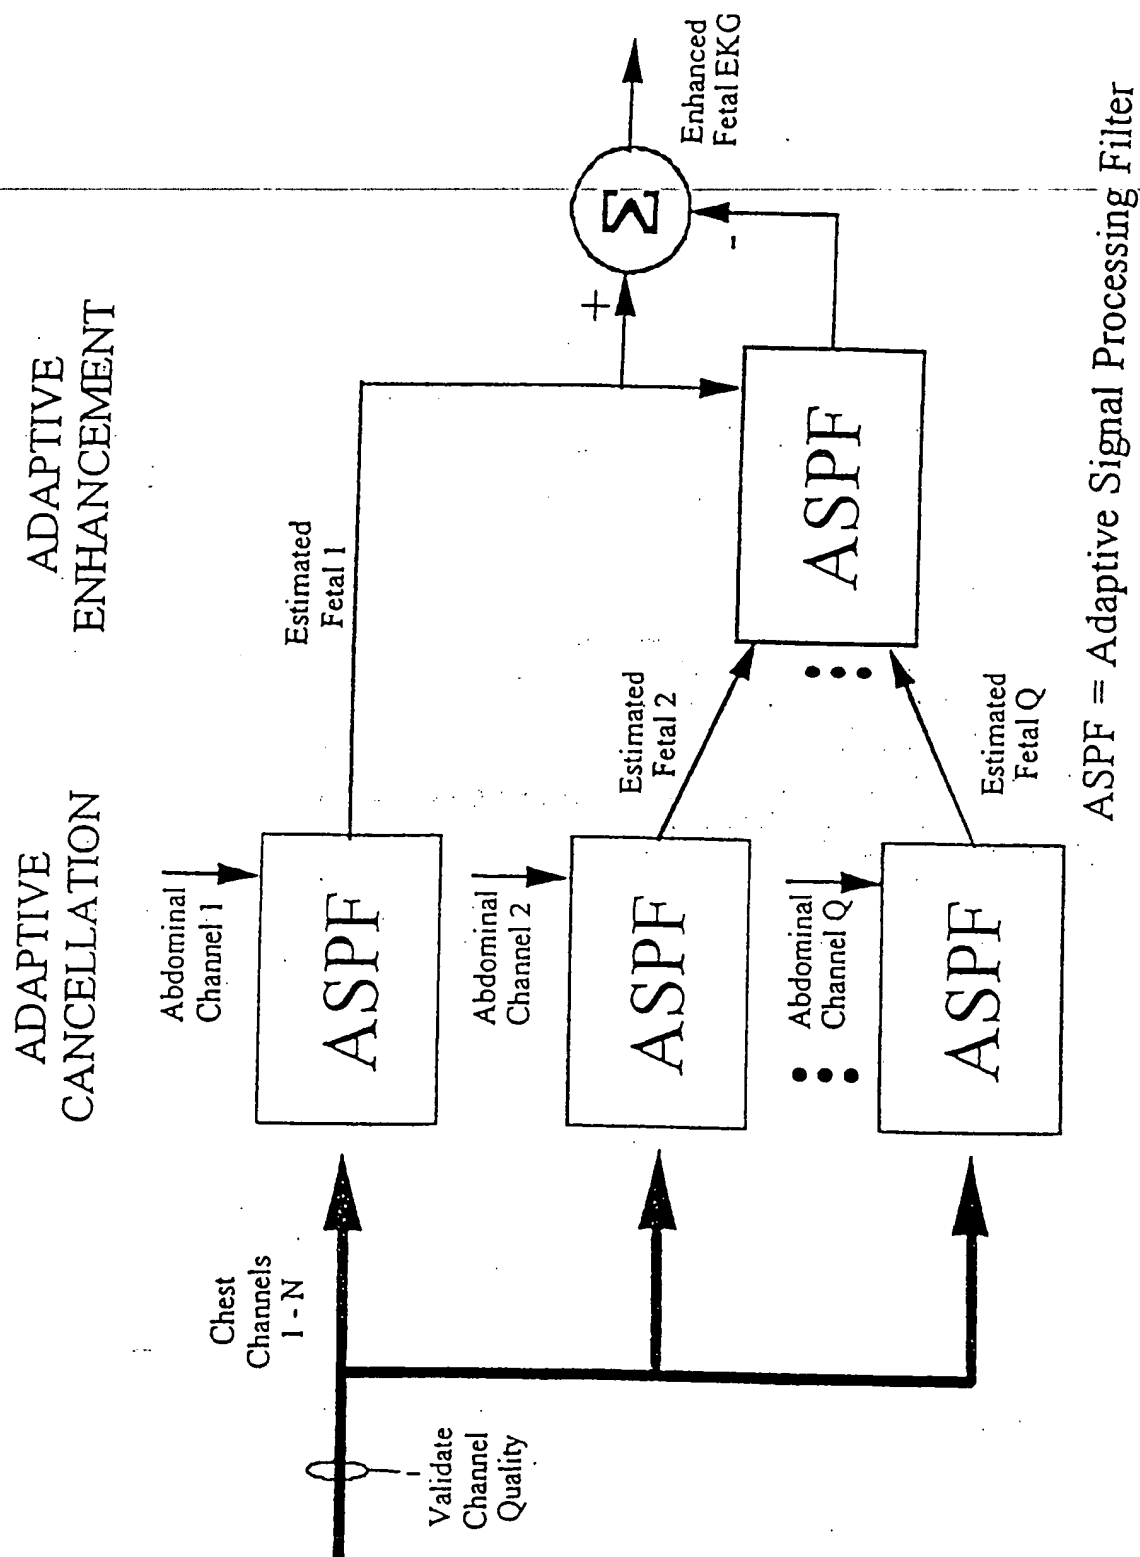 ADAPTIVE
CANCELLATION
ADAPTIVE
ENHANCEMENT
Validate
Channel
Quality
Chest
Channels
1 - N
Abdominal
Channel 1
ASPF
Estimated
Fetal 1
Abdominal
Channel 2
ASPF
Estimated
Fetal 2
Abdominal
Channel Q
ASPF
Estimated
Fetal Q
ASPF
+
-
Σ
Enhanced
Fetal EKG
ASPF = Adaptive Signal Processing Filter